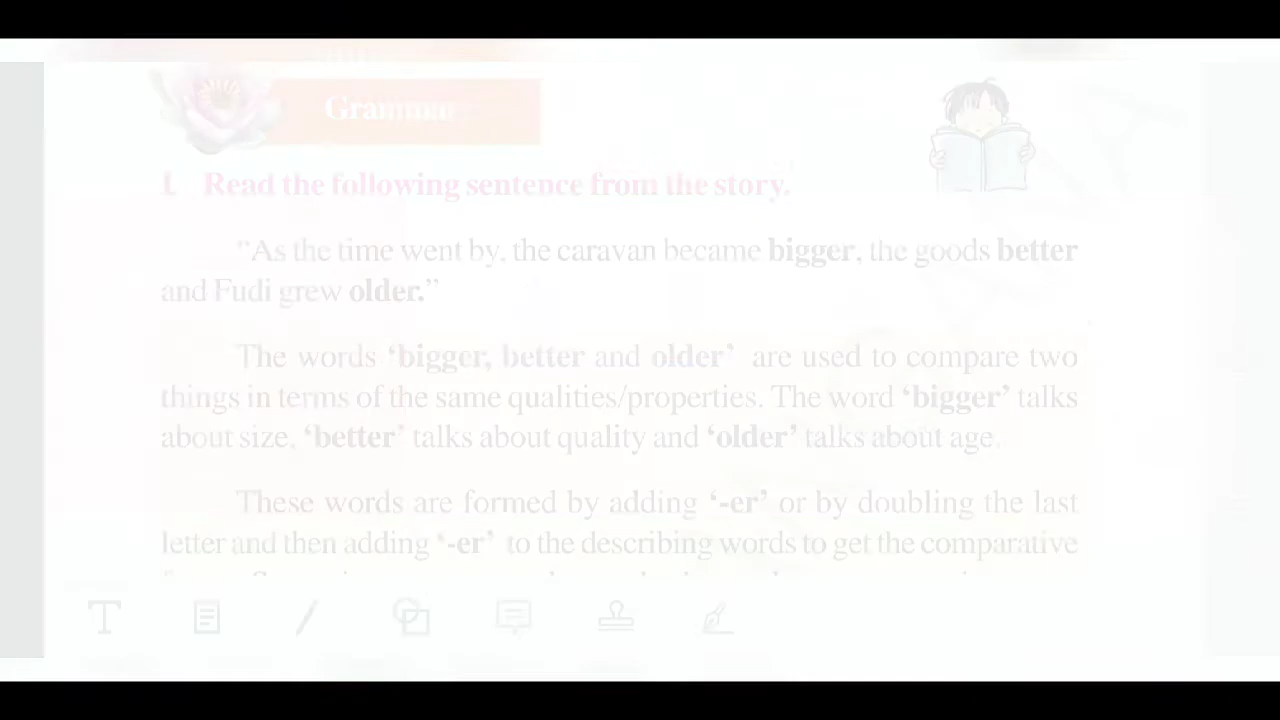 Grammar
I. Read the following sentence from the story.
“As the time went by, the caravan became bigger, the goods better
and Fudi grew older.”
The words ‘bigger, better and older’ are used to compare two
things in terms of the same qualities/properties. The word ‘bigger’ talks
about size, ‘better’ talks about quality and ‘older’ talks about age.
These words are formed by adding ‘-er’ or by doubling the last
letter and then adding ‘-er’ to the describing words to get the comparative
T